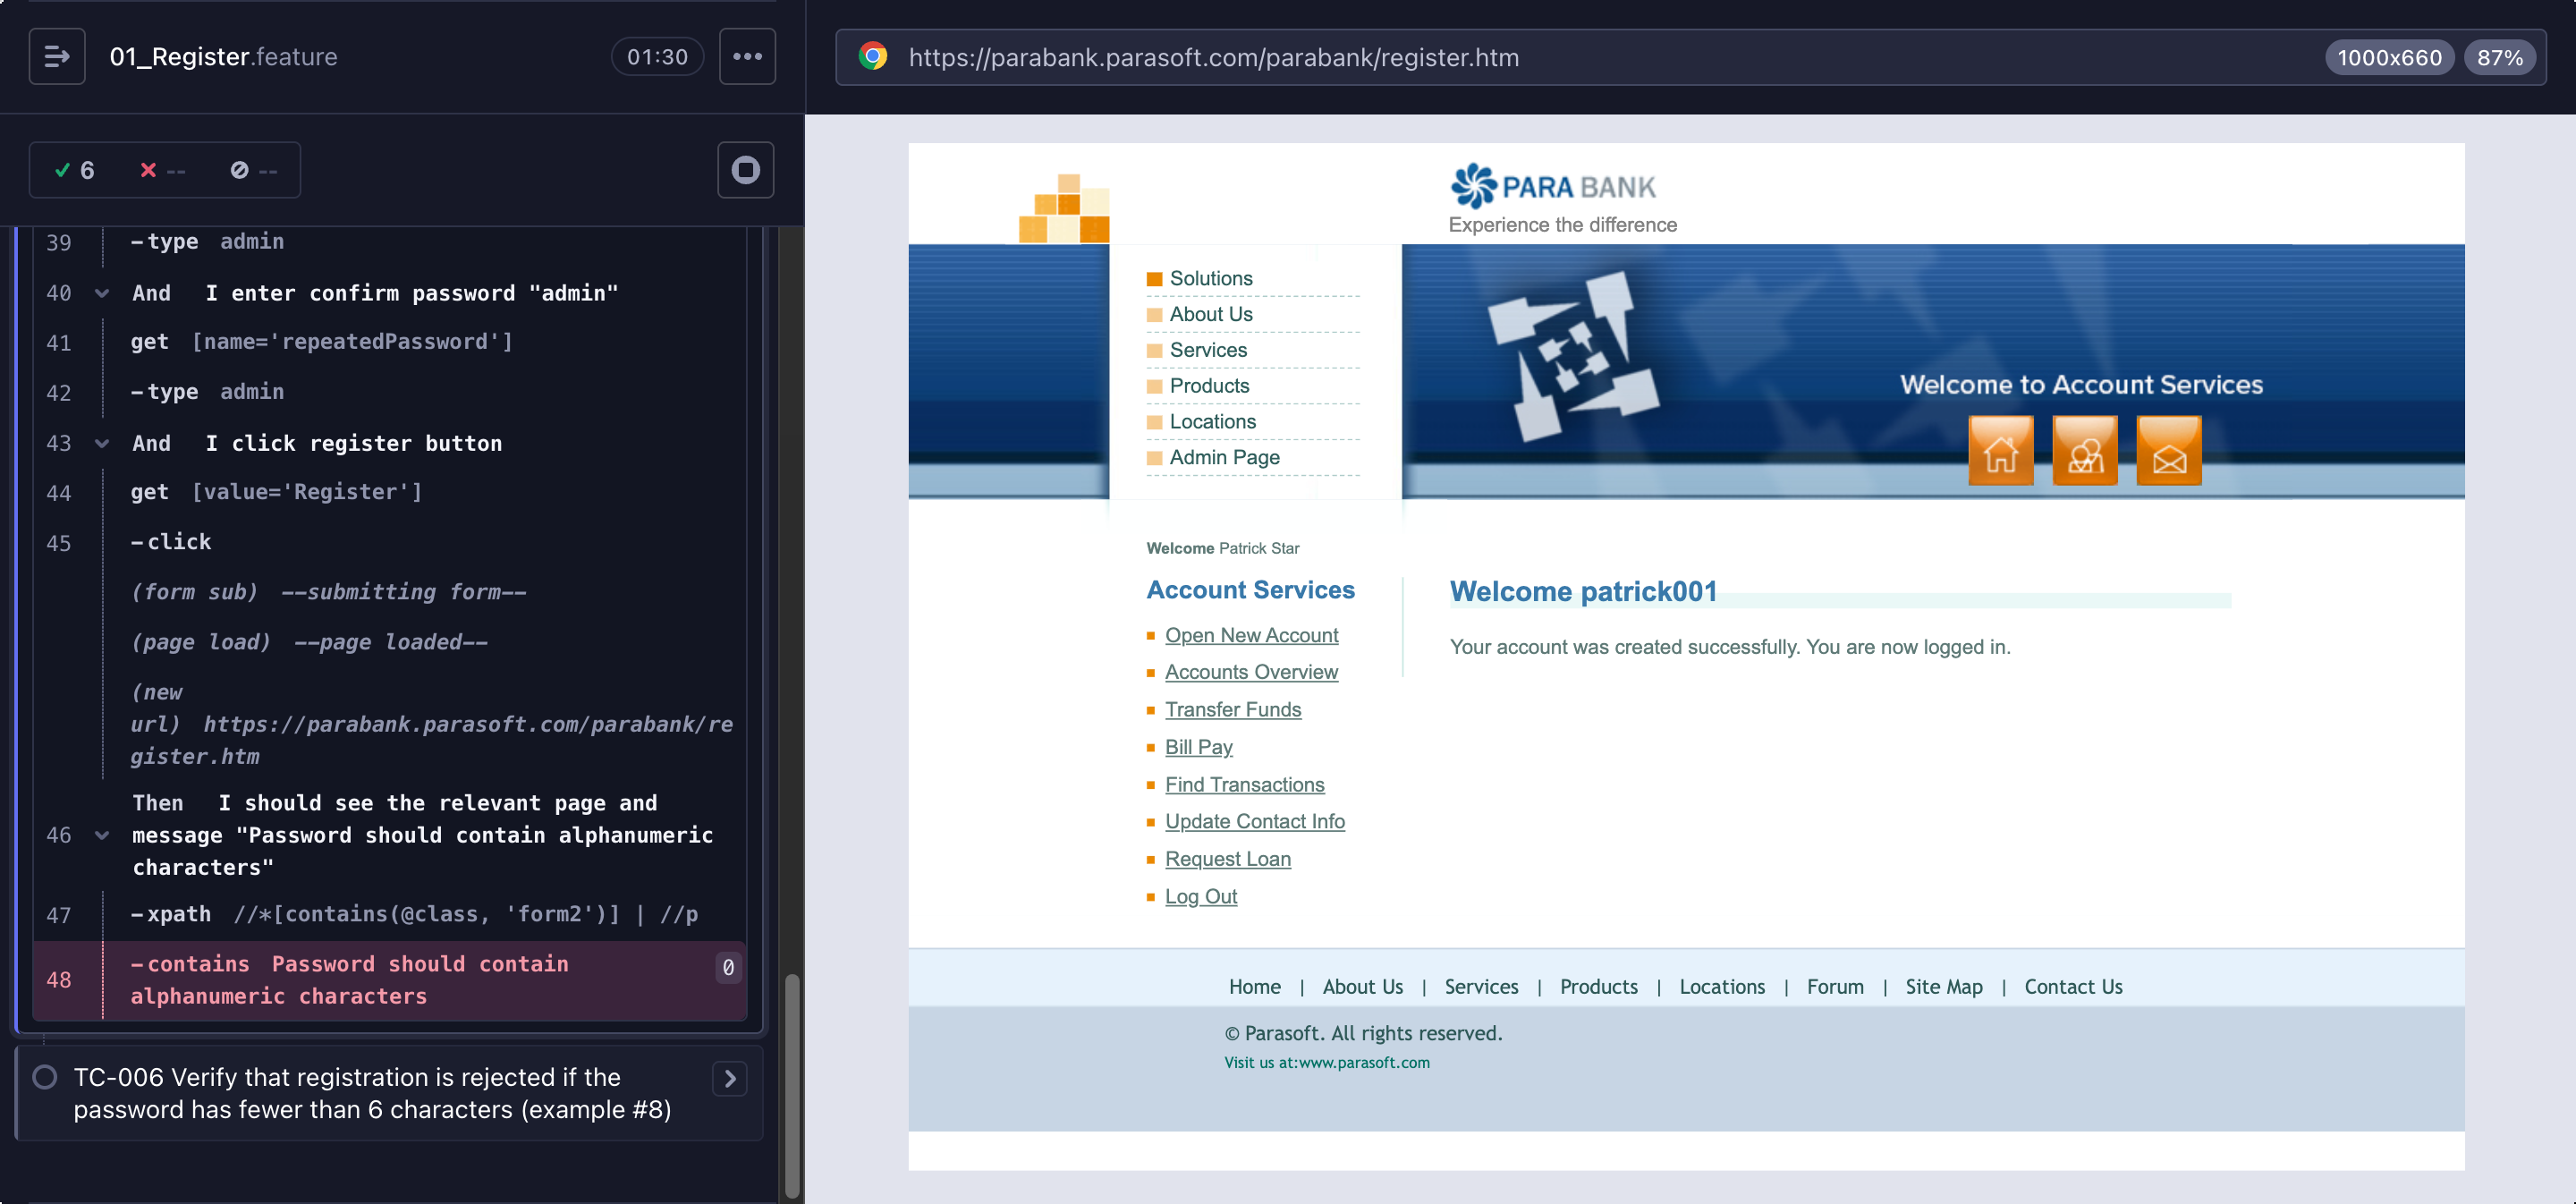 01_Register.feature
01:30
https://parabank.parasoft.com/parabank/register.htm
1000x660
87%
6
--
--
39 -type admin
40 And I enter confirm password "admin"
41 get [name='repeatedPassword']
42 -type admin
43 And I click register button
44 get [value='Register']
45 -click
(form sub) --submitting form--
(page load) --page loaded--
(new
url) https://parabank.parasoft.com/parabank/re
gister.htm
Then I should see the relevant page and
46 message "Password should contain alphanumeric
characters"
47 -xpath //*[contains(@class, 'form2')] | //p
48 -contains Password should contain
alphanumeric characters
0
TC-006 Verify that registration is rejected if the
password has fewer than 6 characters (example #8)
PARA BANK
Experience the difference
Solutions
About Us
Services
Products
Locations
Admin Page
Welcome to Account Services
Welcome Patrick Star
Account Services
Open New Account
Accounts Overview
Transfer Funds
Bill Pay
Find Transactions
Update Contact Info
Request Loan
Log Out
Welcome patrick001
Your account was created successfully. You are now logged in.
Home | About Us | Services | Products | Locations | Forum | Site Map | Contact Us
© Parasoft. All rights reserved.
Visit us at:www.parasoft.com